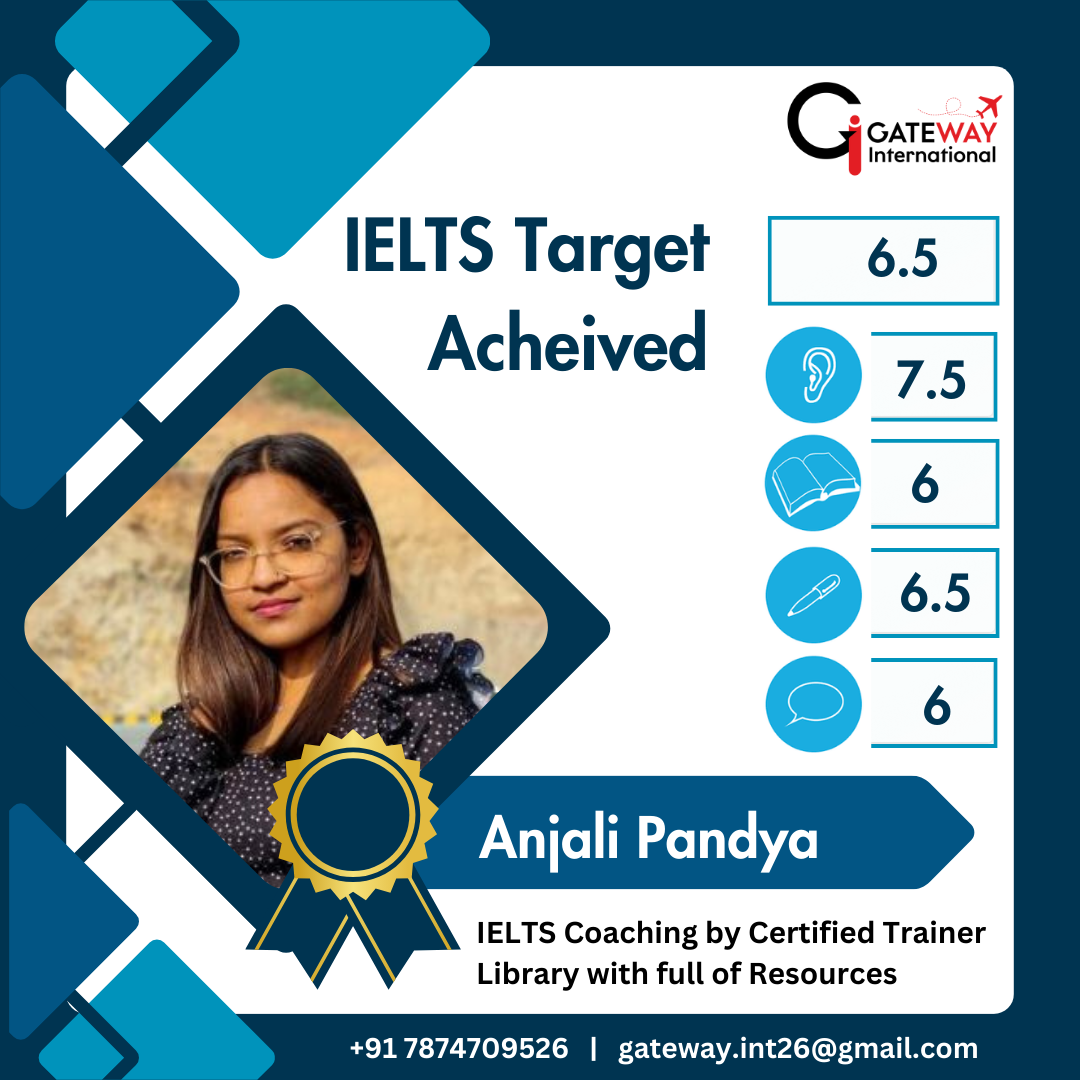 GATEWAY
International
IELTS Target
Acheived
6.5
7.5
6
6.5
6
Anjali Pandya
IELTS Coaching by Certified Trainer
Library with full of Resources
+91 7874709526 | gateway.int26@gmail.com